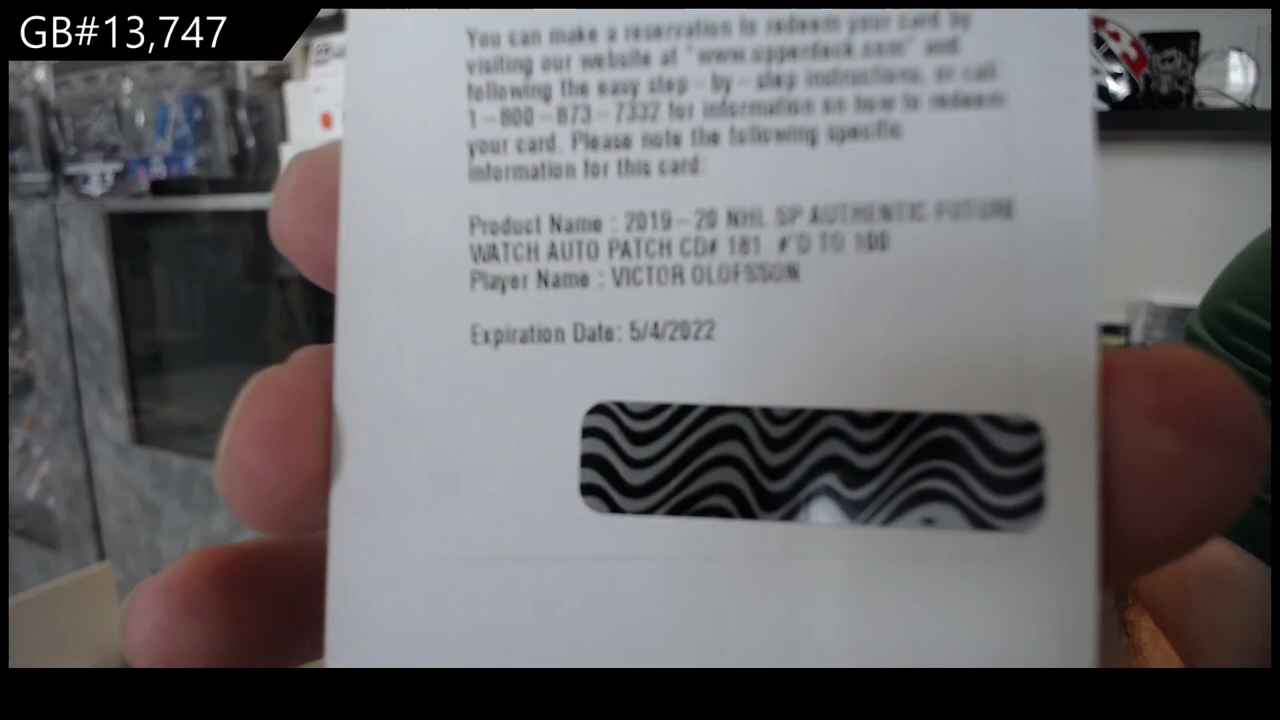 GB#13,747
You can make a reservation to redeem your card by
visiting our website at "www.upperdeck.com" and
following the easy step - by - step instructions, or call
1-800-873-7332 for information on how to redeem
your card. Please note the following specific
information for this card:
Product Name : 2019-20 NHL SP AUTHENTIC FUTURE
WATCH AUTO PATCH CD# 181 #'D TO 100
Player Name : VICTOR OLOFSSON
Expiration Date: 5/4/2022